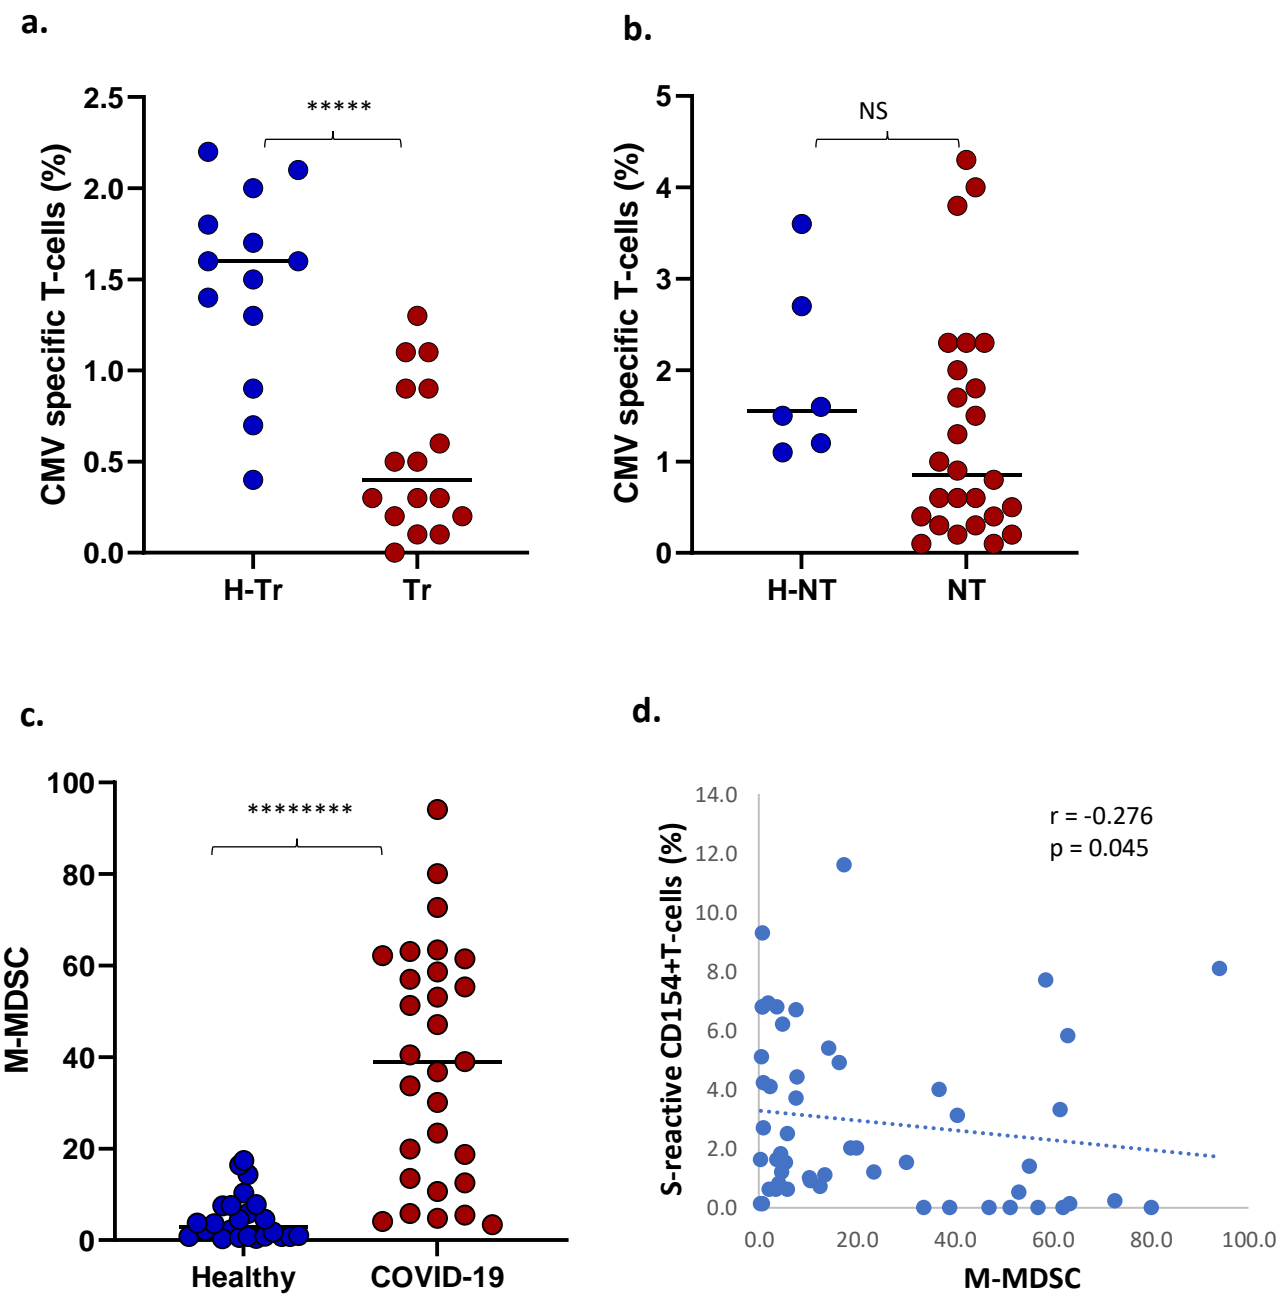 a.
CMV specific T-cells (%)
2.5
2.0
1.5
1.0
0.5
0.0
*****
H-Tr
Tr
b.
CMV specific T-cells (%)
5
4
3
2
1
0
NS
H-NT
NT
c.
M-MDSC
100
80
60
40
20
0
********
Healthy
COVID-19
d.
S-reactive CD154+T-cells (%)
14.0
12.0
10.0
8.0
6.0
4.0
2.0
0.0
r = -0.276
p = 0.045
0.0
20.0
40.0
60.0
80.0
100.0
M-MDSC